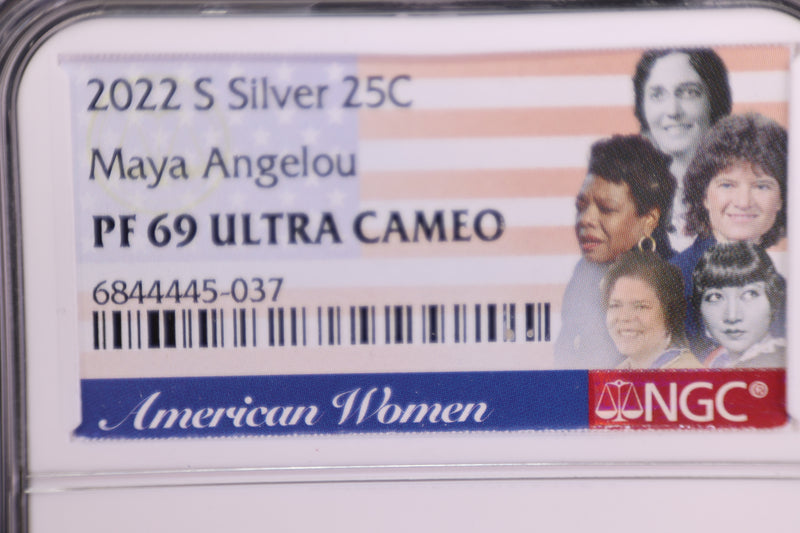 2022 S Silver 25C
Maya Angelou
PF 69 ULTRA CAMEO
6844445-037
American Women
NGC®